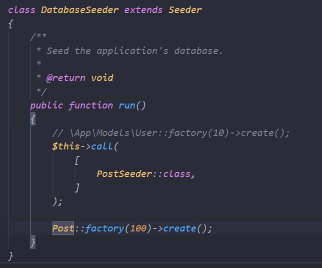 class DatabaseSeeder extends Seeder
{
    /**
     * Seed the application's database.
     *
     * @return void
     */
    public function run()
    {
        // \App\Models\User::factory(10)->create();
        $this->call(
            [
                PostSeeder::class,
            ]
        );

        Post::factory(100)->create();
    }
}